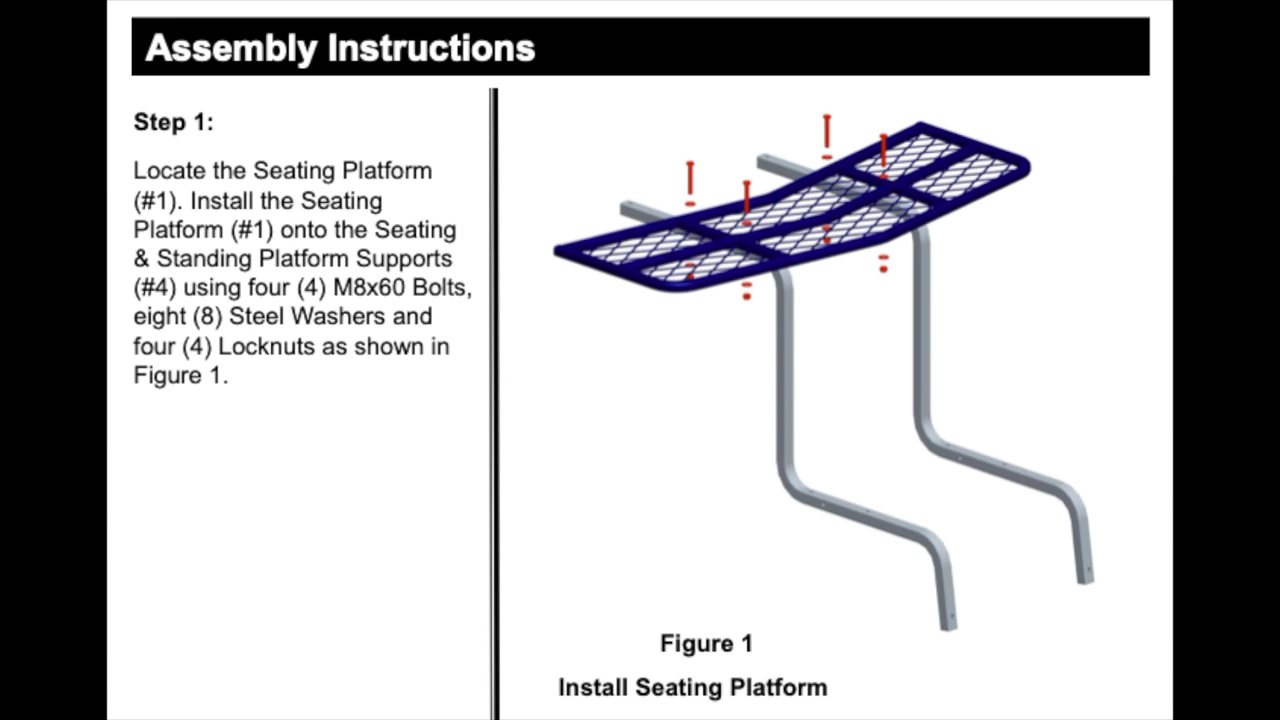 Assembly Instructions
Step 1:
Locate the Seating Platform
(#1). Install the Seating
Platform (#1) onto the Seating
& Standing Platform Supports
(#4) using four (4) M8x60 Bolts,
eight (8) Steel Washers and
four (4) Locknuts as shown in
Figure 1.
Figure 1
Install Seating Platform